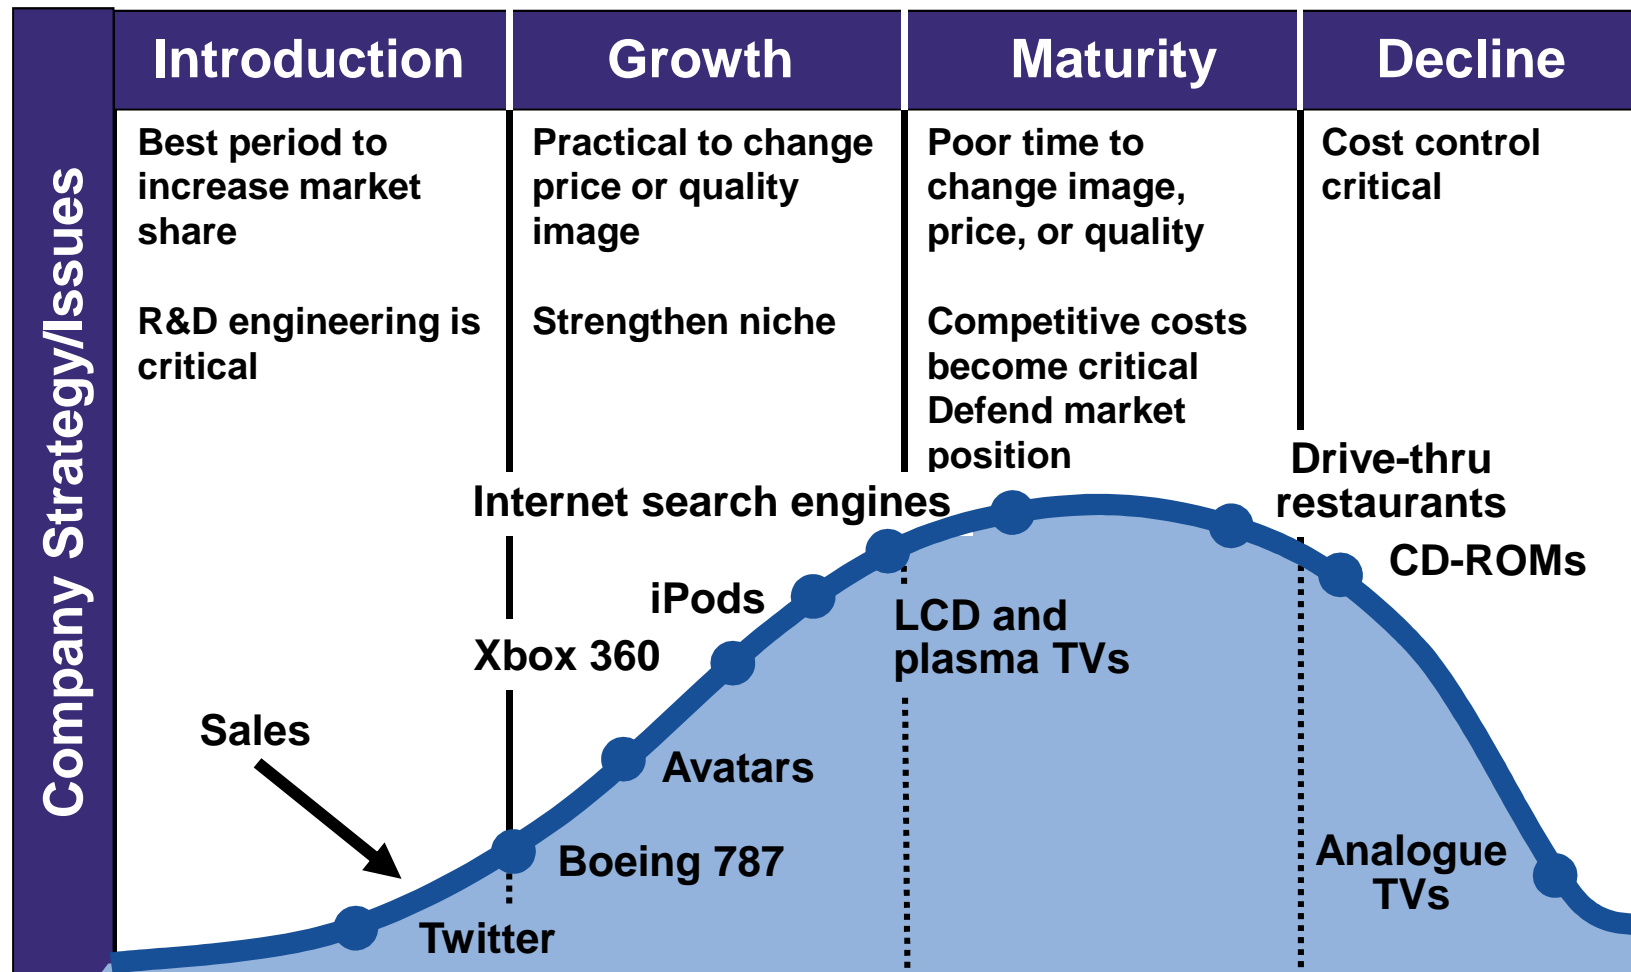 Company Strategy/Issues
Introduction
Growth
Maturity
Decline
Best period to
increase market
share
R&D engineering is
critical
Practical to change
price or quality
image
Strengthen niche
Poor time to
change image,
price, or quality
Competitive costs
become critical
Defend market
position
Cost control
critical
Drive-thru
restaurants
Internet search engines
CD-ROMs
iPods
LCD and
plasma TVs
Xbox 360
Sales
Avatars
Boeing 787
Analogue
TVs
Twitter